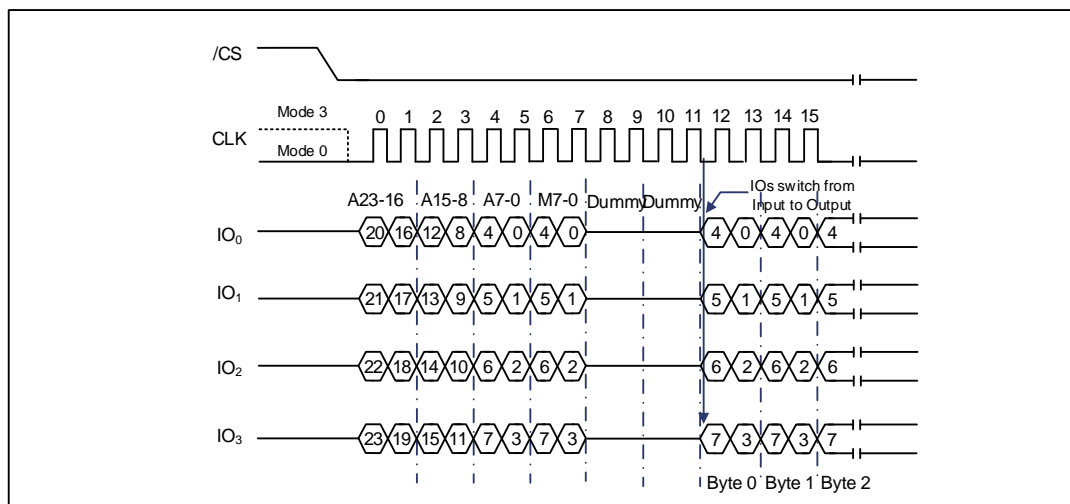 /CS
Mode 3
0 1 2 3 4 5 6 7 8 9 10 11 12 13 14 15
CLK
Mode 0
IOs switch from
Input to Output
A23-16 A15-8 A7-0 M7-0 Dummy Dummy
IO0 20 16 12 8 4 0 4 0 4 0 4 0 4
IO1 21 17 13 9 5 1 5 1 5 1 5 1 5
IO2 22 18 14 10 6 2 6 2 6 2 6 2 6
IO3 23 19 15 11 7 3 7 3 7 3 7 3 7
Byte 0 Byte 1 Byte 2